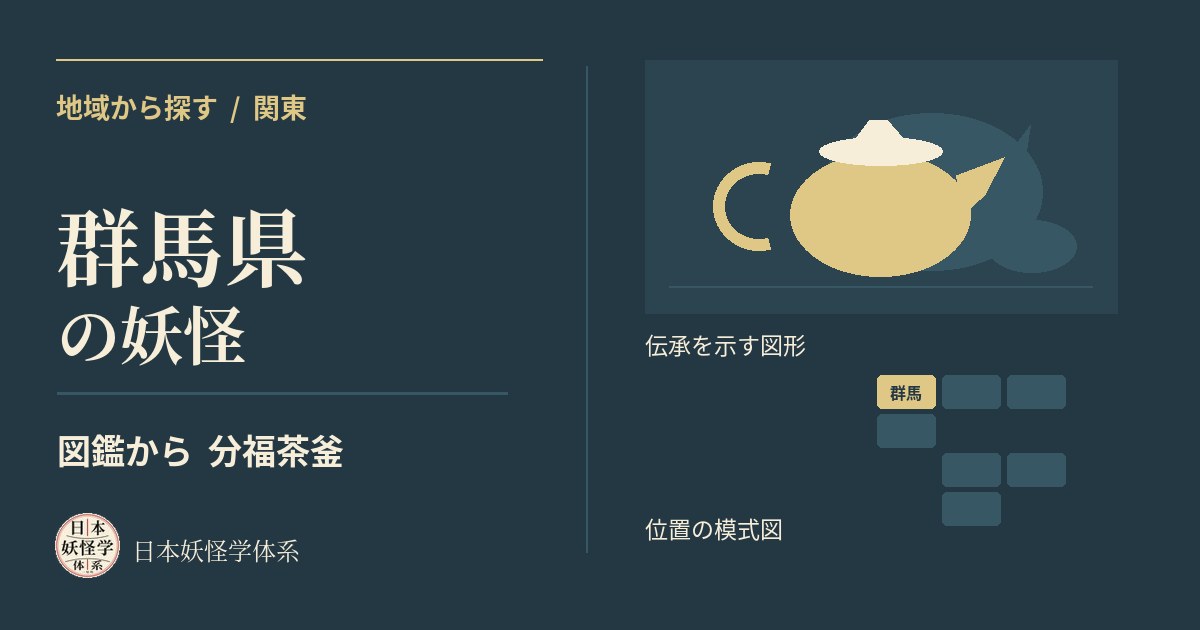 地域から探す / 関東
群馬県
の妖怪
図鑑から 分福茶釜
日本
妖怪学
体系
日本妖怪学体系
伝承を示す図形
群馬
位置の模式図